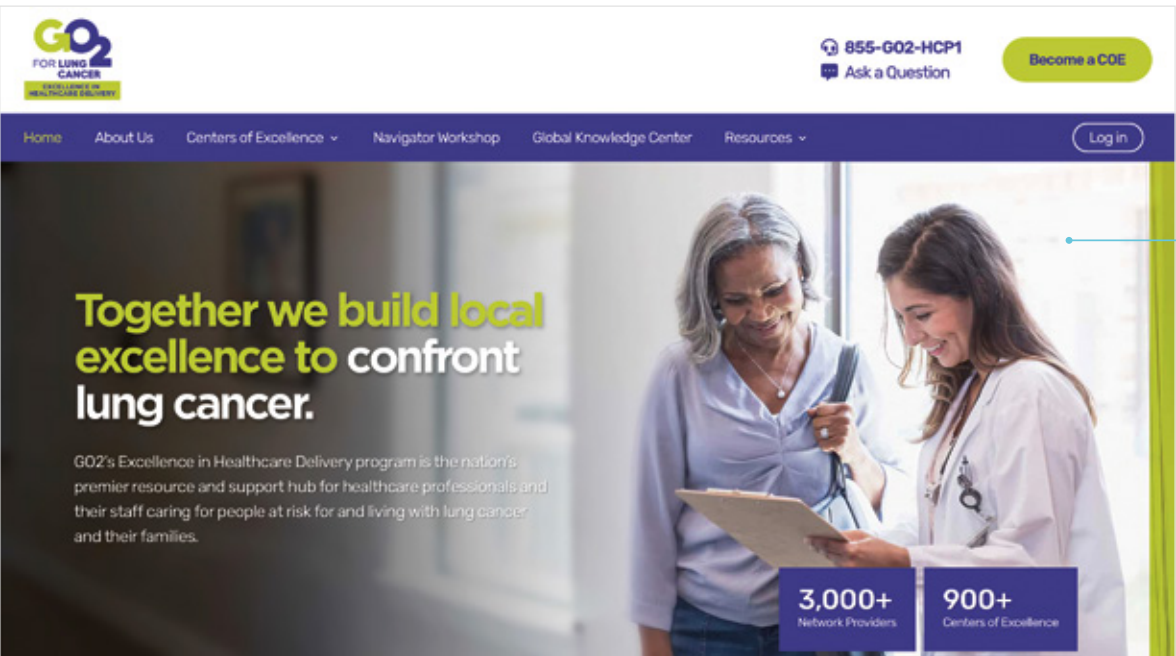 GO2
FOR LUNG
CANCER
EXCELLENCE IN
HEALTHCARE DELIVERY
855-GO2-HCP1
Ask a Question
Become a COE
Home
About Us
Centers of Excellence
Navigator Workshop
Global Knowledge Center
Resources
Log in
Together we build local
excellence to confront
lung cancer.
GO2's Excellence in Healthcare Delivery program is the nation's
premier resource and support hub for healthcare professionals and
their staff caring for people at risk for and living with lung cancer
and their families.
3,000+
Network Providers
900+
Centers of Excellence